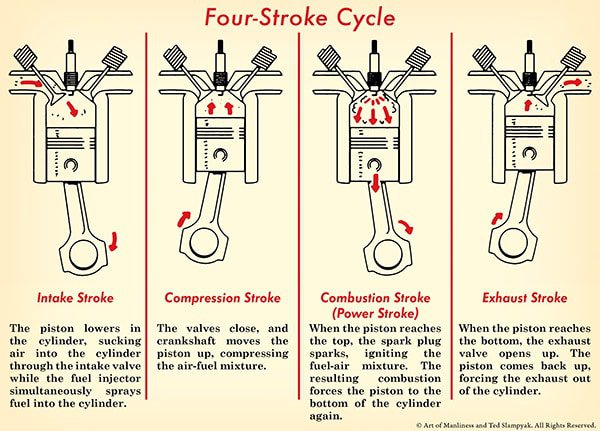 Four-Stroke Cycle
Intake Stroke
The piston lowers in
the cylinder, sucking
air into the cylinder
through the intake valve
while the fuel injector
simultaneously sprays
fuel into the cylinder.
Compression Stroke
The valves close, and
crankshaft moves the
piston up, compressing
the air-fuel mixture.
Combustion Stroke
(Power Stroke)
When the piston reaches
the top, the spark plug
sparks, igniting the
fuel-air mixture. The
resulting combustion
forces the piston to the
bottom of the cylinder
again.
Exhaust Stroke
When the piston reaches
the bottom, the exhaust
valve opens up. The
piston comes back up,
forcing the exhaust out
of the cylinder.
© Art of Manliness and Ted Slampyak. All Rights Reserved.